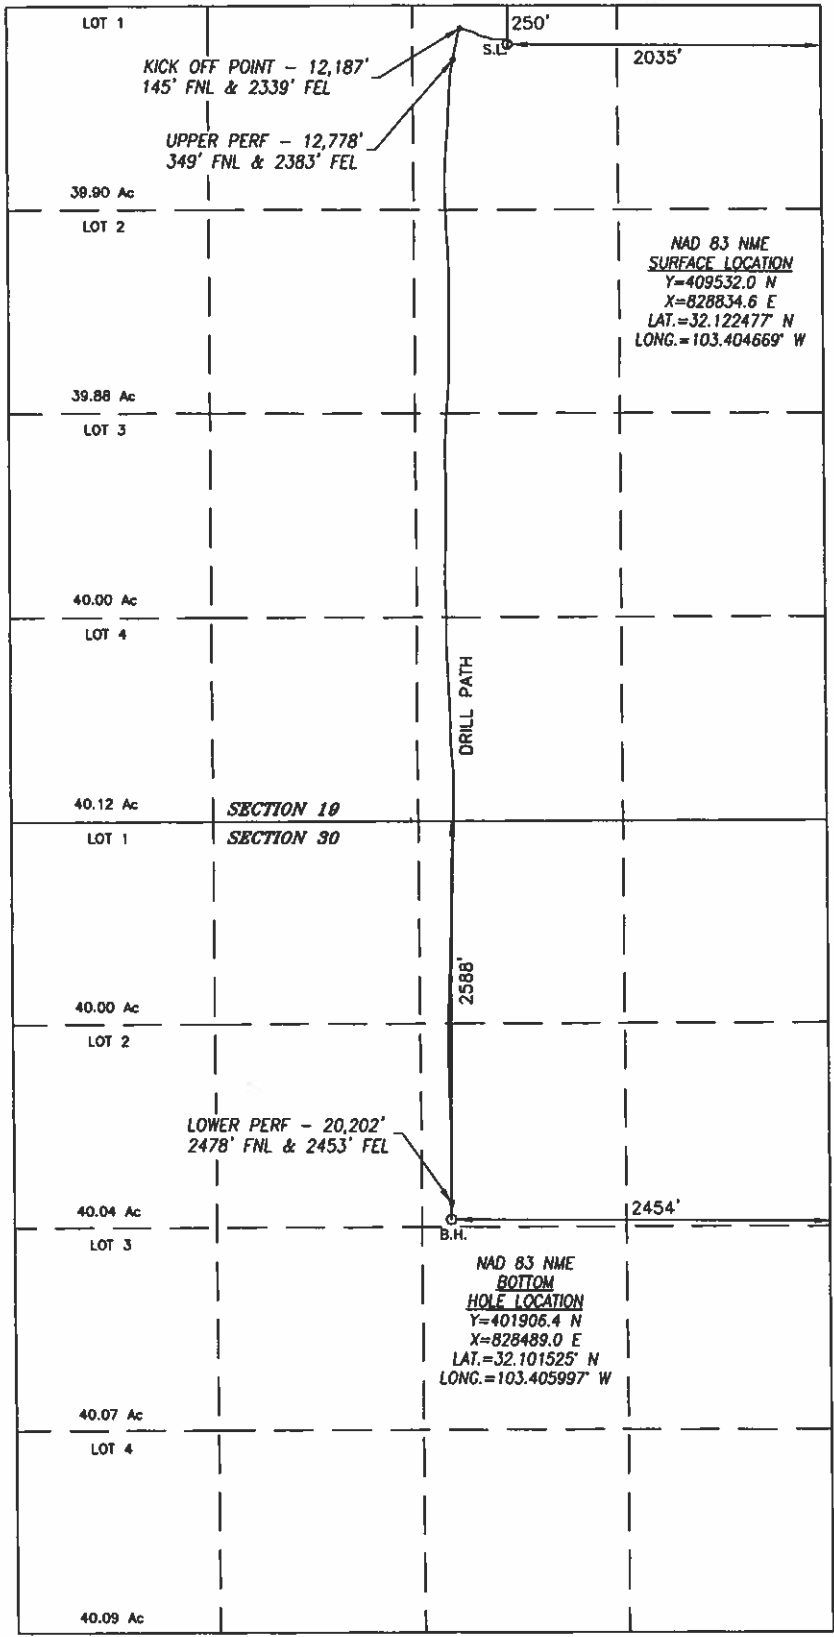 LOT 1
250'
S.L.
2035'
KICK OFF POINT - 12,187'
145' FNL & 2339' FEL
UPPER PERF - 12,778'
349' FNL & 2383' FEL
39.90 Ac
LOT 2
NAD 83 NME
SURFACE LOCATION
Y=409532.0 N
X=828834.6 E
LAT.=32.122477° N
LONG.=103.404669° W
39.88 Ac
LOT 3
40.00 Ac
LOT 4
DRILL PATH
40.12 Ac
SECTION 19
LOT 1
SECTION 30
2588'
40.00 Ac
LOT 2
LOWER PERF - 20,202'
2478' FNL & 2453' FEL
40.04 Ac
2454'
LOT 3
B.H.
NAD 83 NME
BOTTOM
HOLE LOCATION
Y=401906.4 N
X=828489.0 E
LAT.=32.101525° N
LONG.=103.405997° W
40.07 Ac
LOT 4
40.09 Ac